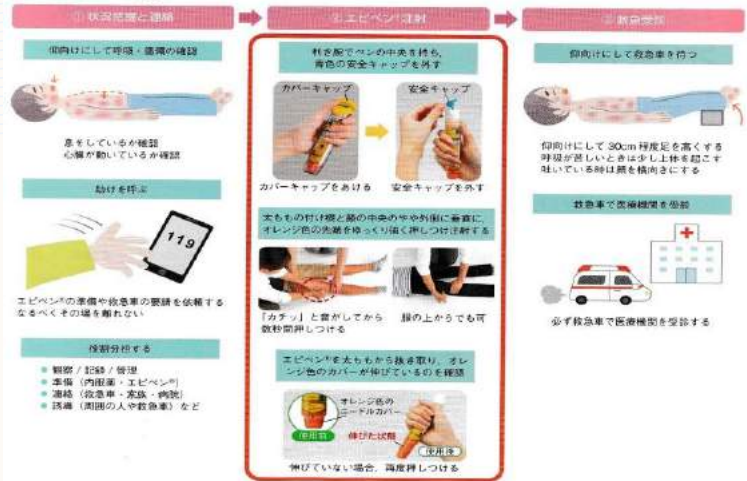 ① 状況把握と連絡
仰向けにして呼吸・循環の確認
息をしているか確認
心臓が動いているか確認
助けを呼ぶ
119
エピペン®の準備や救急車の要請を依頼する
なるべくその場を離れない
役割分担する
● 観察/記録/管理
● 準備(内服薬・エピペン®)
● 連絡(救急車・家族・病院)
● 誘導(周囲の人や救急車)など
② エピペン®注射
利き腕でペンの中央を持ち、
青色の安全キャップを外す
カバーキャップ
安全キャップ
カバーキャップをあける
安全キャップを外す
太ももの付け根と膝の中央のやや外側に垂直に、
オレンジ色の先端をゆっくり強く押しつけ注射する
「カチッ」と音がしてから
数秒間押しつける
服の上からでも可
エピペン®を太ももから抜き取り、オレ
ンジ色のカバーが伸びているのを確認
オレンジ色の
ニードルカバー
使用前
伸びた状態
使用後
伸びていない場合、再度押しつける
③ 救急受診
仰向けにして救急車を待つ
仰向けにして30cm程度足を高くする
呼吸が苦しいときは少し上体を起こす
吐いている時は顔を横向きにする
救急車で医療機関を受診
必ず救急車で医療機関を受診する